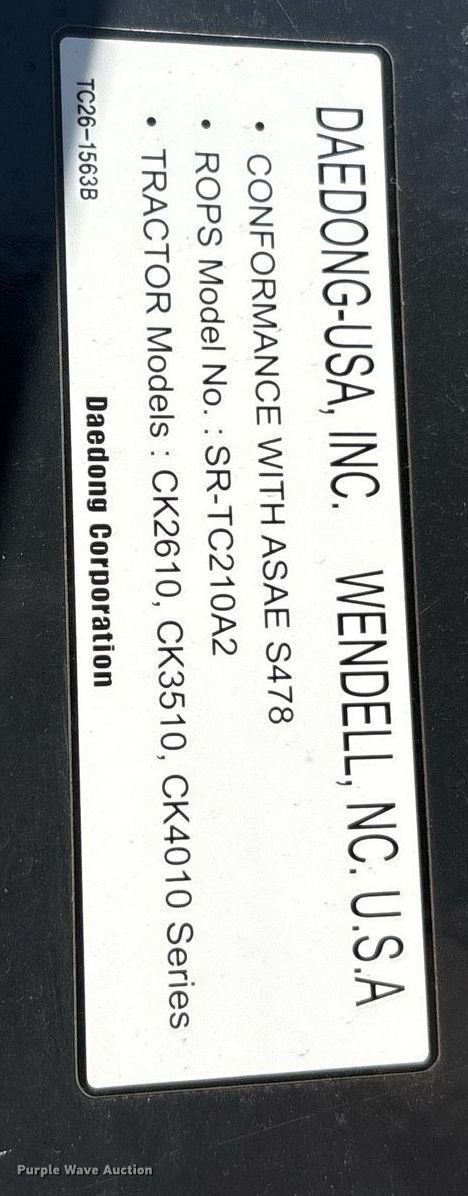 DAEDONG-USA, INC. WENDELL, NC. U.S.A
• CONFORMANCE WITH ASAE S478
• ROPS Model No. : SR-TC210A2
• TRACTOR Models : CK2610, CK3510, CK4010 Series
Daedong Corporation
TC26-1563B
Purple Wave Auction